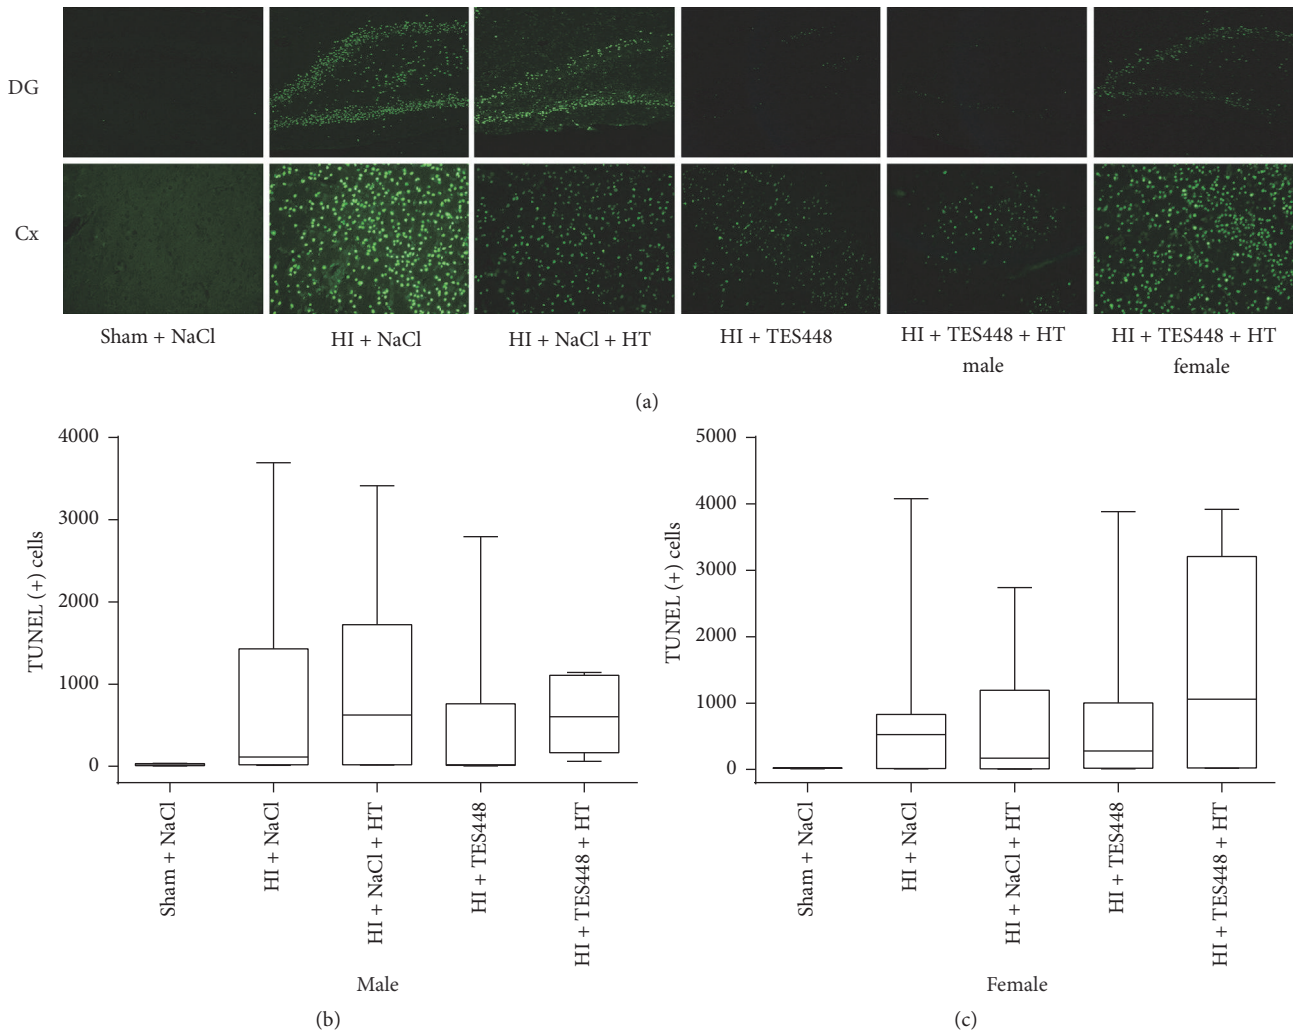 DG
Cx
Sham + NaCl
HI + NaCl
HI + NaCl + HT
HI + TES448
HI + TES448 + HT
male
HI + TES448 + HT
female
(a)
TUNEL (+) cells
4000
3000
2000
1000
0
Sham + NaCl
HI + NaCl
HI + NaCl + HT
HI + TES448
HI + TES448 + HT
Male
(b)
TUNEL (+) cells
5000
4000
3000
2000
1000
0
Sham + NaCl
HI + NaCl
HI + NaCl + HT
HI + TES448
HI + TES448 + HT
Female
(c)